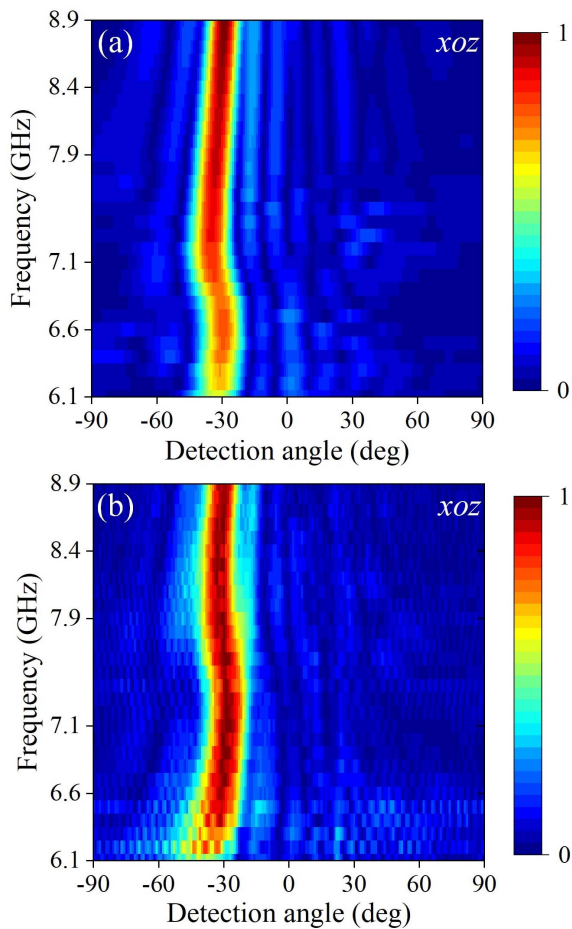 (a)
xoz
8.9
8.4
7.9
7.1
6.6
6.1
Frequency (GHz)
-90 -60 -30 0 30 60 90
Detection angle (deg)
1
0
(b)
xoz
8.9
8.4
7.9
7.1
6.6
6.1
Frequency (GHz)
-90 -60 -30 0 30 60 90
Detection angle (deg)
1
0